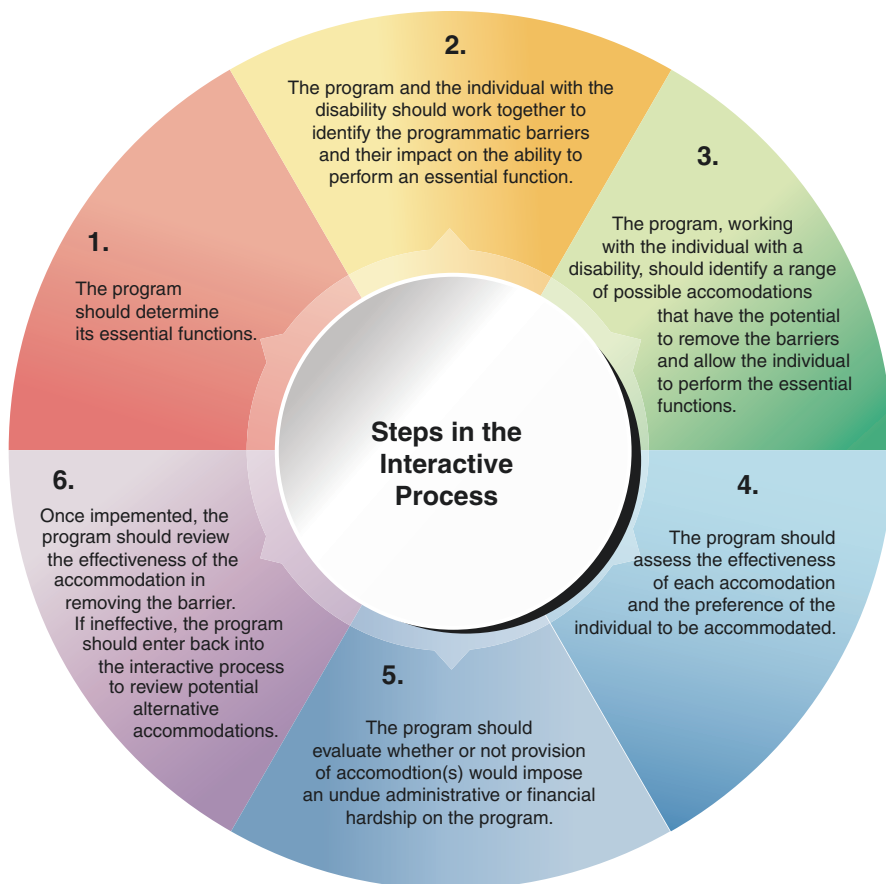 Steps in the
Interactive
Process
1.
The program
should determine
its essential functions.
2.
The program and the individual with the
disability should work together to
identify the programmatic barriers
and their impact on the ability to
perform an essential function.
3.
The program, working
with the individual with a
disability, should identify a range
of possible accomodations
that have the potential
to remove the barriers
and allow the individual
to perform the essential
functions.
4.
The program should
assess the effectiveness
of each accomodation
and the preference of the
individual to be accommodated.
5.
The program should
evaluate whether or not provision
of accomodtion(s) would impose
an undue administrative or financial
hardship on the program.
6.
Once impemented, the
program should review
the effectiveness of the
accommodation in
removing the barrier.
If ineffective, the program
should enter back into
the interactive process
to review potential
alternative
accommodations.